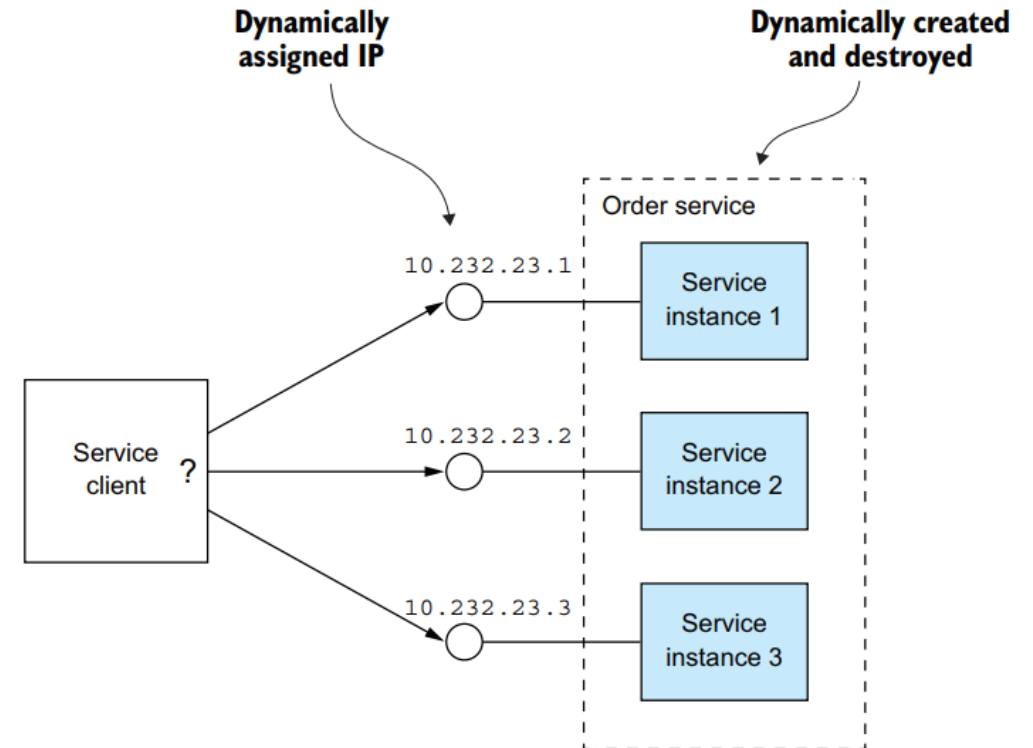 Dynamically
assigned IP
Dynamically created
and destroyed
Order service
10.232.23.1
Service
instance 1
Service
client
?
10.232.23.2
Service
instance 2
10.232.23.3
Service
instance 3